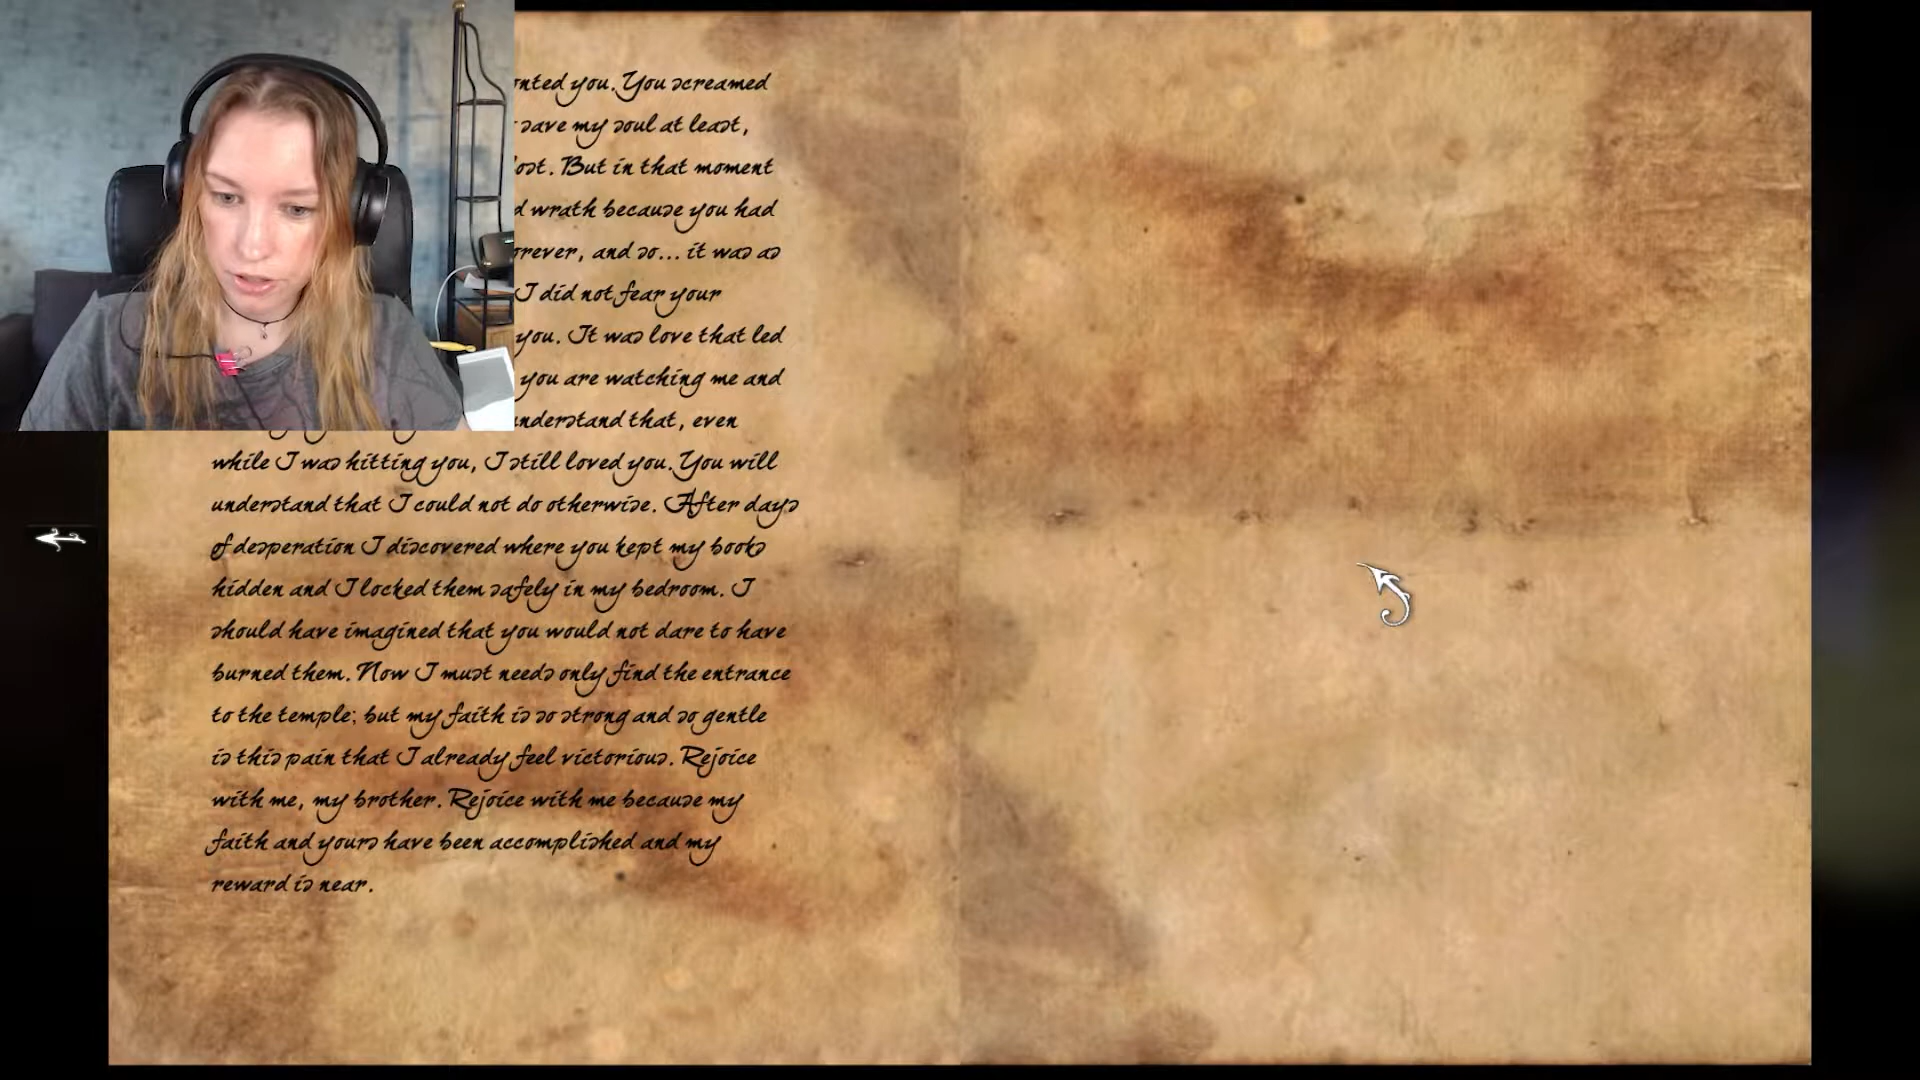 you. You screamed
save my soul at least,
But in that moment
wrath because you had
and so... it was as
I did not fear your
you. It was love that led
you are watching me and
understand that, even
while I was hitting you, I still loved you. You will
understand that I could not do otherwise. After days
of desperation I discovered where you kept my books
hidden and I locked them safely in my bedroom. I
should have imagined that you would not dare to have
burned them. Now I must needs only find the entrance
to the temple; but my faith is so strong and so gentle
is this pain that I already feel victorious. Rejoice
with me, my brother. Rejoice with me because my
faith and yours have been accomplished and my
reward is near.